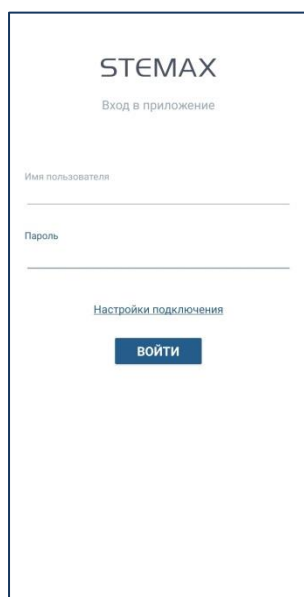 STEMAX
Вход в приложение
Имя пользователя
Пароль
Настройки подключения
ВОЙТИ